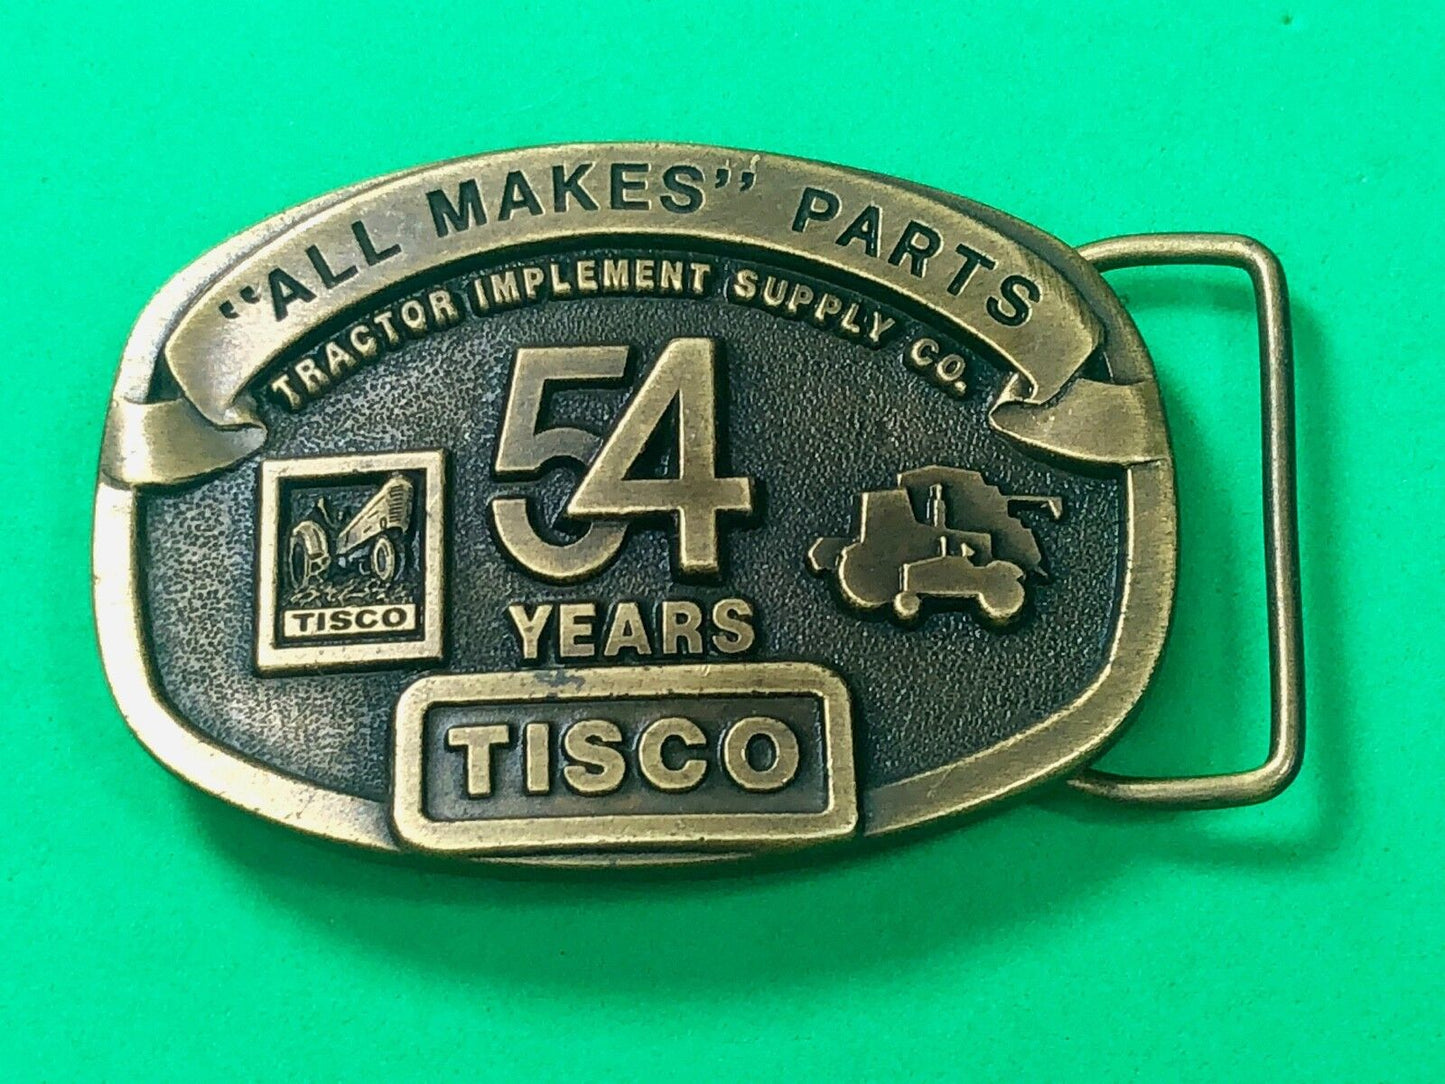 “ALL MAKES” PARTS
TRACTOR IMPLEMENT SUPPLY CO.
54
YEARS
TISCO
TISCO